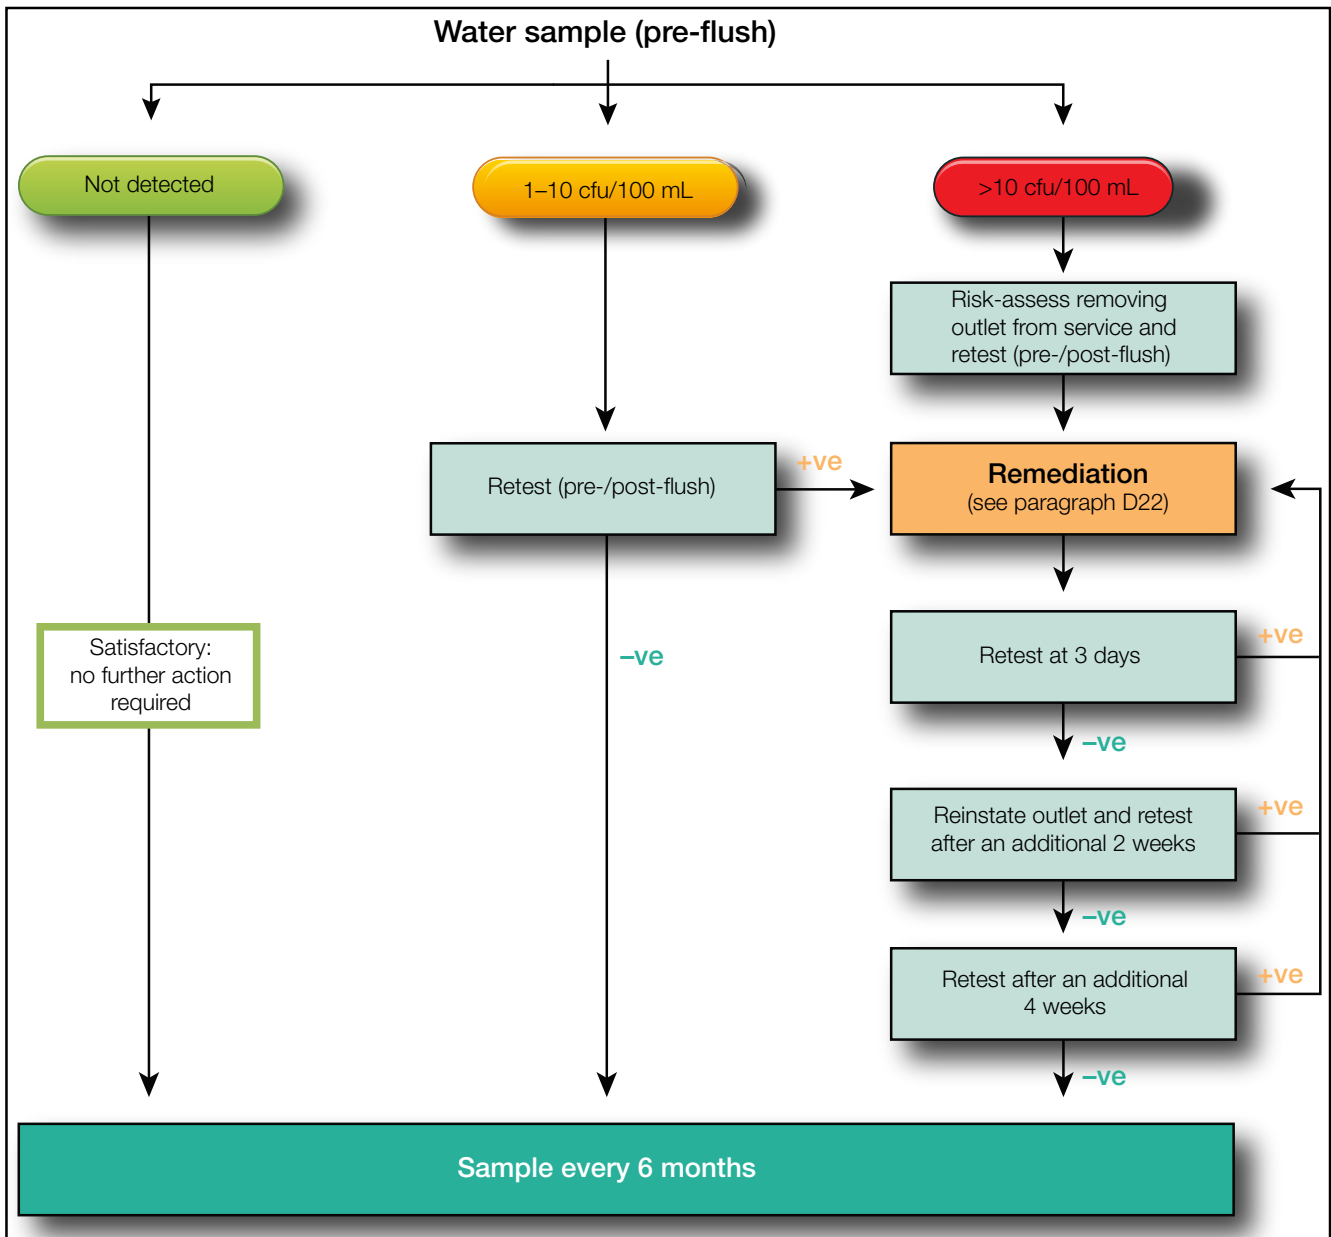 Water sample (pre-flush)
Not detected
1–10 cfu/100 mL
>10 cfu/100 mL
Risk-assess removing
outlet from service and
retest (pre-/post-flush)
Retest (pre-/post-flush)
+ve
Remediation
(see paragraph D22)
Satisfactory:
no further action
required
–ve
Retest at 3 days
+ve
–ve
Reinstate outlet and retest
after an additional 2 weeks
+ve
–ve
Retest after an additional
4 weeks
+ve
–ve
Sample every 6 months